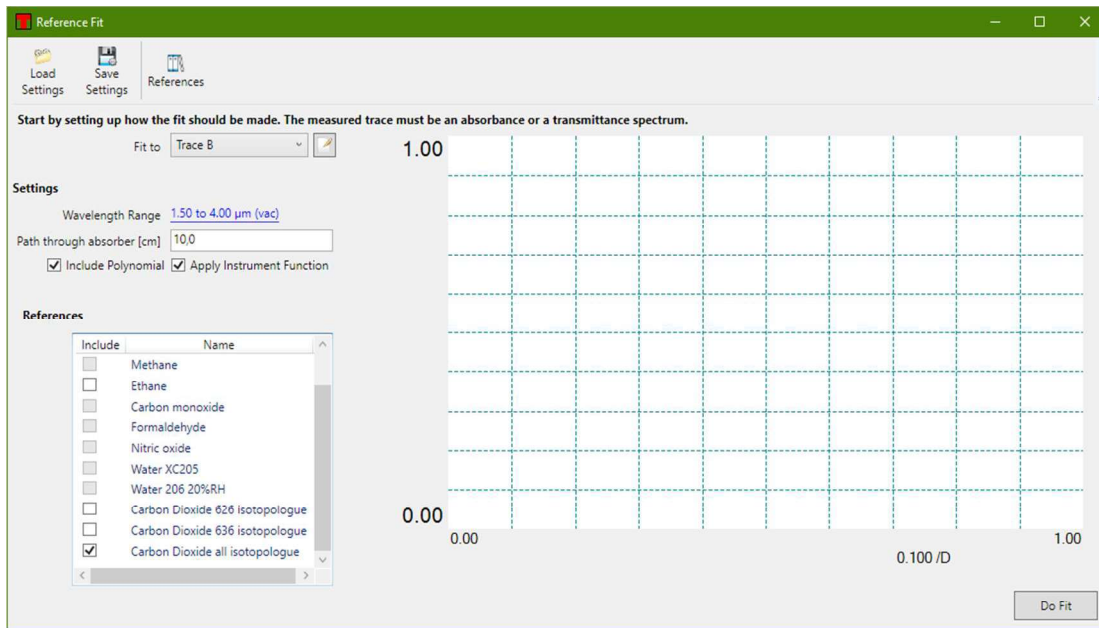 Reference Fit
Load Settings
Save Settings
References
Start by setting up how the fit should be made. The measured trace must be an absorbance or a transmittance spectrum.
Fit to Trace B
Settings
Wavelength Range 1.50 to 4.00 µm (vac)
Path through absorber [cm] 10,0
Include Polynomial Apply Instrument Function
References
Include Name
Methane
Ethane
Carbon monoxide
Formaldehyde
Nitric oxide
Water XC205
Water 206 20%RH
Carbon Dioxide 626 isotopologue
Carbon Dioxide 636 isotopologue
Carbon Dioxide all isotopologue
1.00
0.00
0.00 1.00
0.100 /D
Do Fit